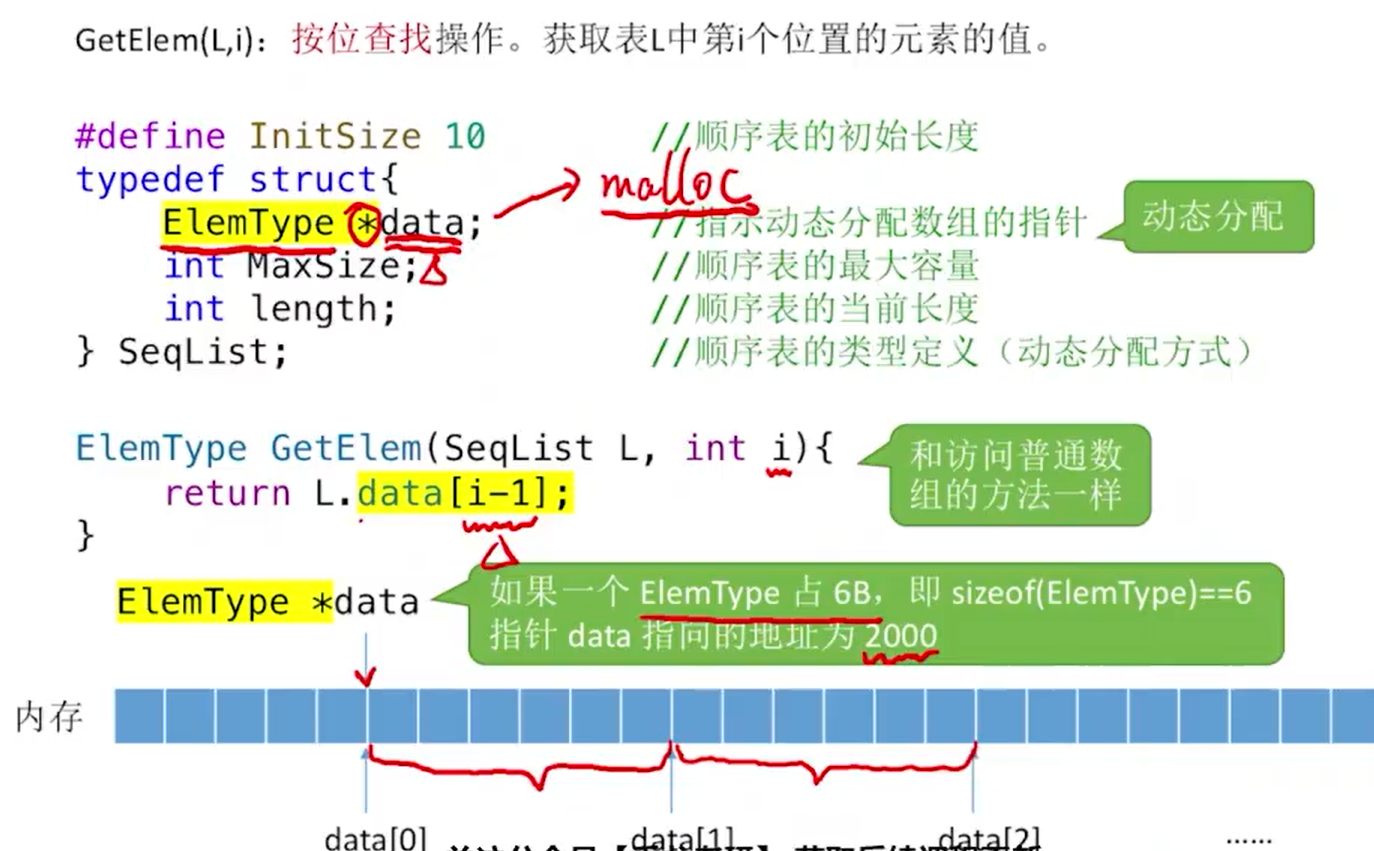 GetElem(L,i)：按位查找操作。获取表L中第i个位置的元素的值。
#define InitSize 10 //顺序表的初始长度
typedef struct{
malloc
ElemType *data; //指示动态分配数组的指针
动态分配
int MaxSize; //顺序表的最大容量
int length; //顺序表的当前长度
} SeqList; //顺序表的类型定义（动态分配方式）
ElemType GetElem(SeqList L, int i){
return L.data[i-1];
}
和访问普通数
组的方法一样
ElemType *data
如果一个 ElemType 占 6B，即 sizeof(ElemType)==6
指针 data 指向的地址为 2000
内存
data[0] data[1] data[2] ……